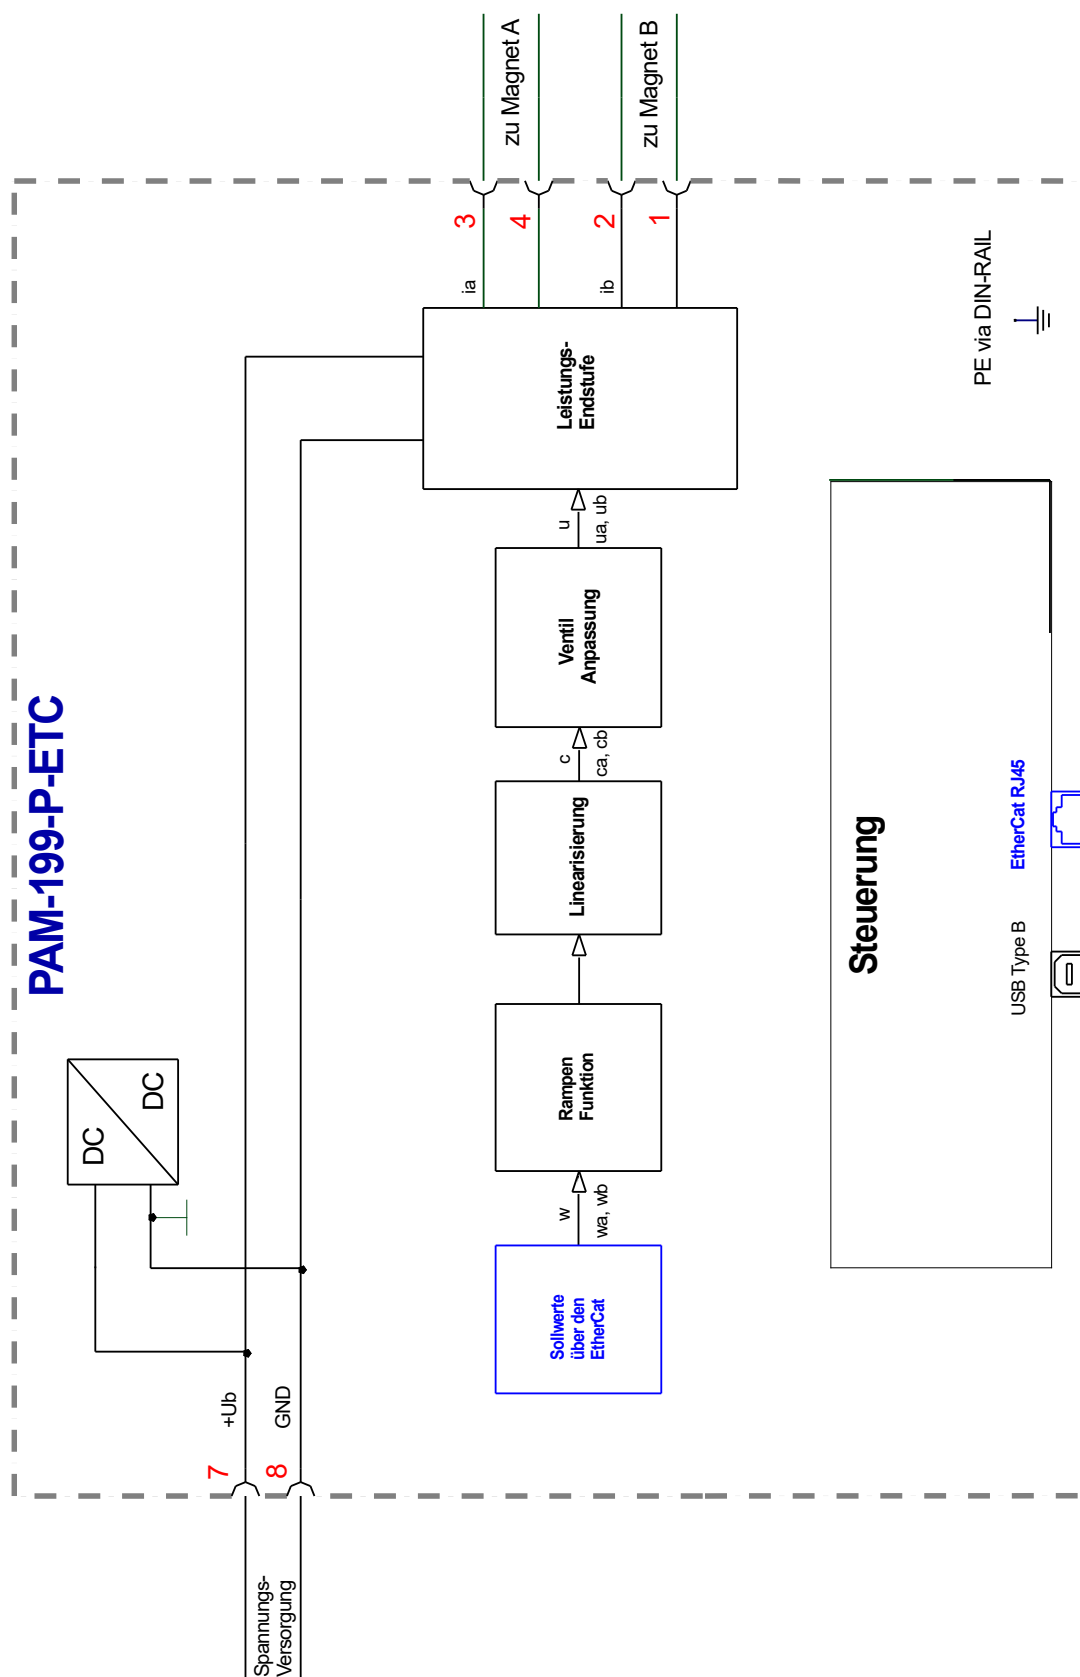 PAM-199-P-ETC
DC
DC
Spannungs-
Versorgung
7
+Ub
8
GND
Sollwerte
über den
EtherCat
w
wa, wb
Rampen
Funktion
Linearisierung
c
ca, cb
Ventil
Anpassung
u
ua, ub
Leistungs-
Endstufe
ia
3
4
zu Magnet A
ib
2
1
zu Magnet B
Steuerung
USB Type B
EtherCat RJ45
PE via DIN-RAIL